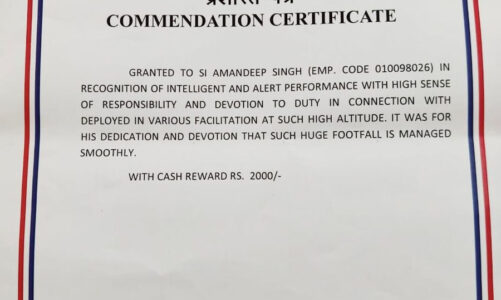 प्रशस्ति पत्र
COMMENDATION CERTIFICATE
GRANTED TO SI AMANDEEP SINGH (EMP. CODE 010098026) IN
RECOGNITION OF INTELLIGENT AND ALERT PERFORMANCE WITH HIGH SENSE
OF RESPONSIBILITY AND DEVOTION TO DUTY IN CONNECTION WITH
DEPLOYED IN VARIOUS FACILITATION AT SUCH HIGH ALTITUDE. IT WAS FOR
HIS DEDICATION AND DEVOTION THAT SUCH HUGE FOOTFALL IS MANAGED
SMOOTHLY.
WITH CASH REWARD RS. 2000/-